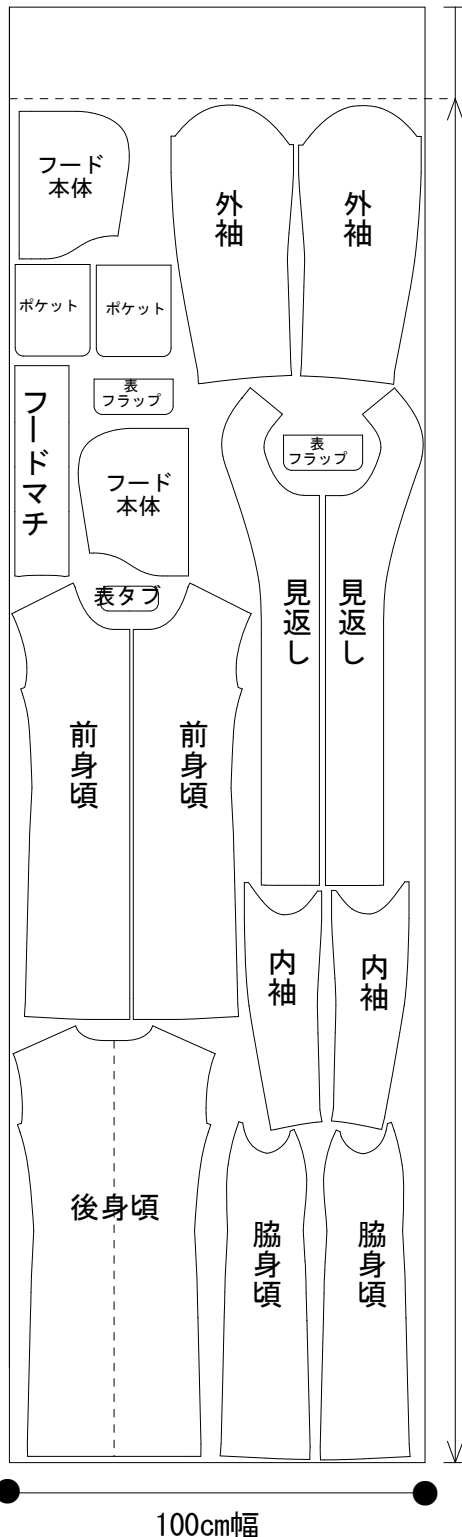 フード
本体
外
袖
外
袖
ポケット
ポケット
フードマチ
表
フラップ
表
フラップ
フード
本体
表タブ
見返し
見返し
前身頃
前身頃
内袖
内袖
後身頃
脇身頃
脇身頃
100cm幅